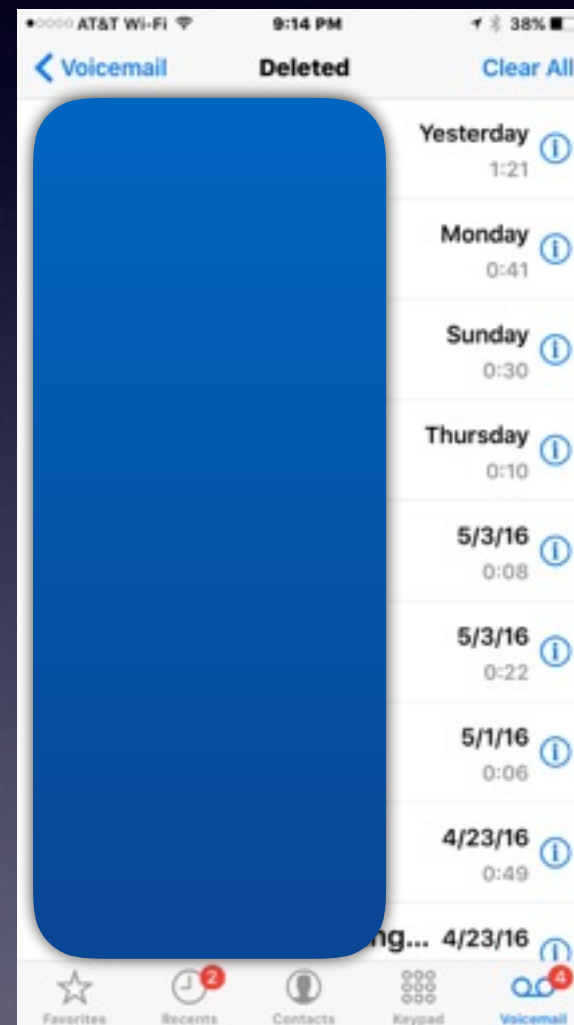 AT&T Wi-Fi 9:14 PM 38%
Voicemail Deleted Clear All
Yesterday
1:21
Monday
0:41
Sunday
0:30
Thursday
0:10
5/3/16
0:08
5/3/16
0:22
5/1/16
0:06
4/23/16
0:49
ng... 4/23/16
2 4
Favorites Recents Contacts Keypad Voicemail